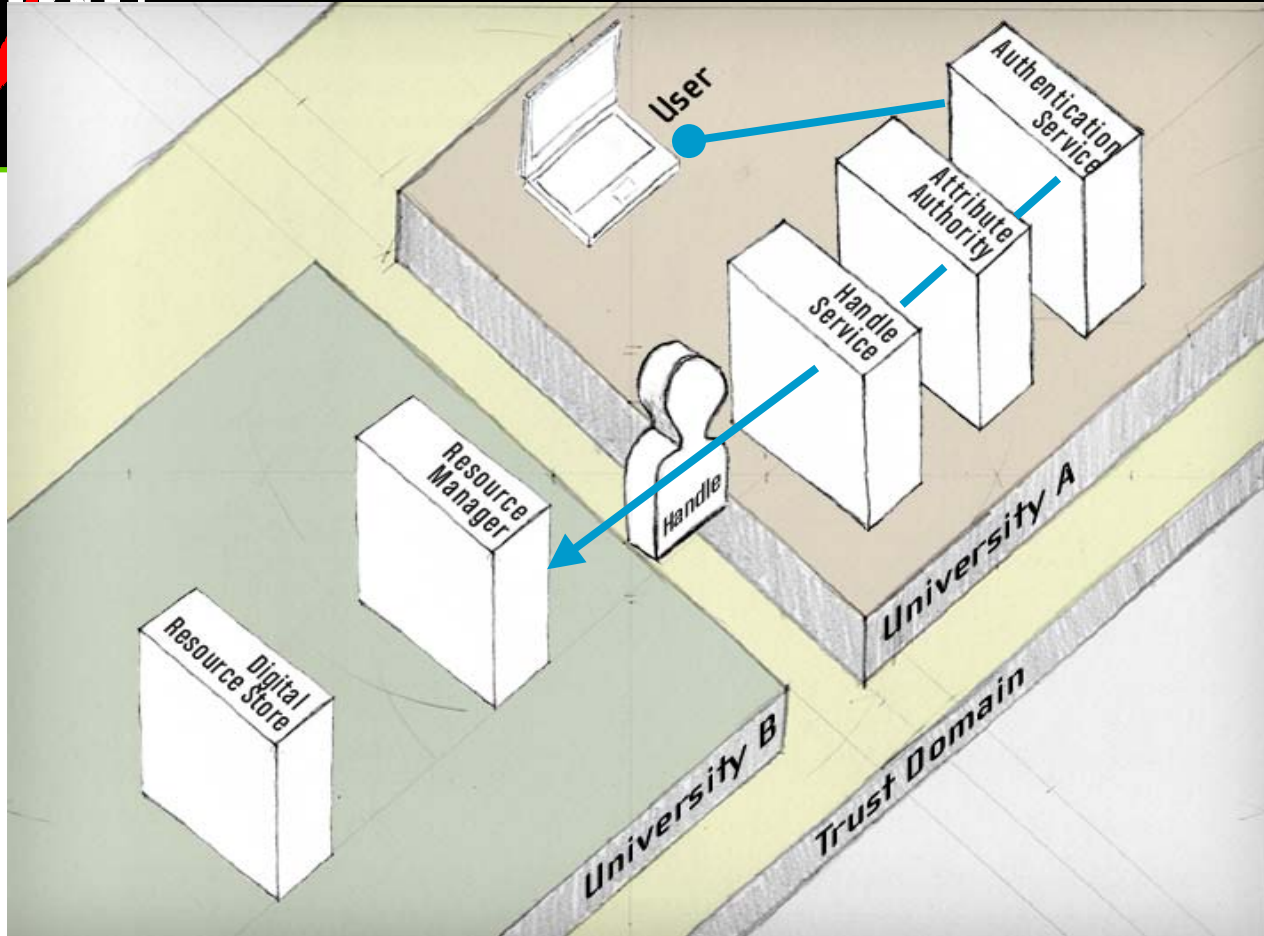 User
Authentication
Service
Attribute
Authority
Handle
Service
Handle
Resource
Manager
Digital
Resource Store
University A
University B
Trust Domain